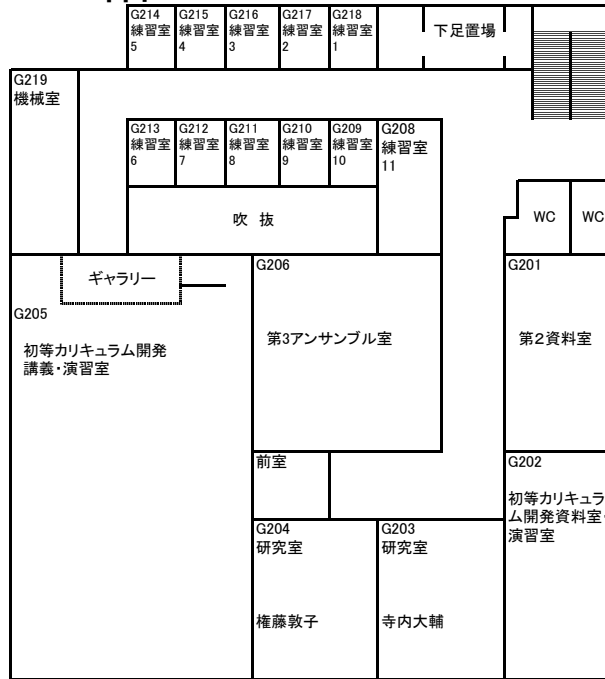 G214
練習室
5
G215
練習室
4
G216
練習室
3
G217
練習室
2
G218
練習室
1
下足置場
G219
機械室
G213
練習室
6
G212
練習室
7
G211
練習室
8
G210
練習室
9
G209
練習室
10
G208
練習室
11
吹 抜
WC
WC
ギャラリー
G205
初等カリキュラム開発
講義・演習室
G206
第3アンサンブル室
G201
第2資料室
前室
G202
初等カリキュラ
ム開発資料室・
演習室
G204
研究室
権藤敦子
G203
研究室
寺内大輔